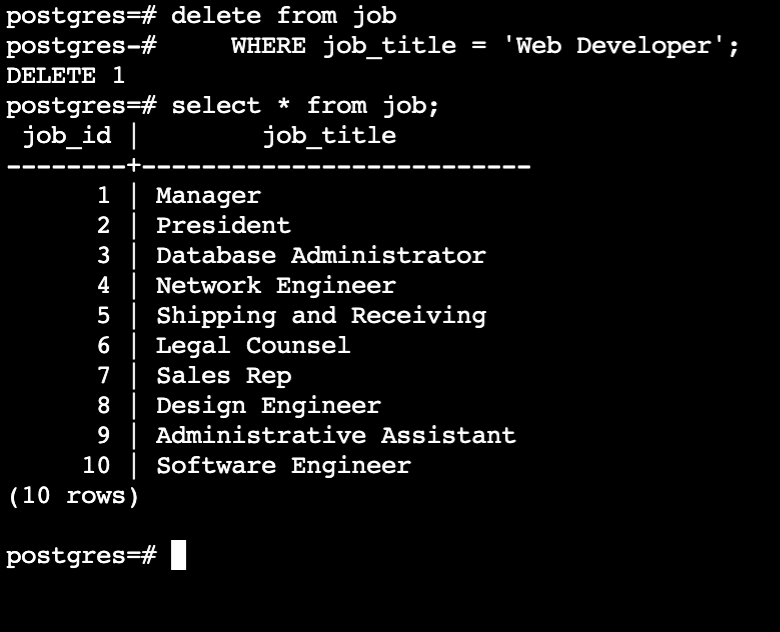 postgres=# delete from job
postgres-#     WHERE job_title = 'Web Developer';
DELETE 1
postgres=# select * from job;
 job_id |        job_title
--------+--------------------------
      1 | Manager
      2 | President
      3 | Database Administrator
      4 | Network Engineer
      5 | Shipping and Receiving
      6 | Legal Counsel
      7 | Sales Rep
      8 | Design Engineer
      9 | Administrative Assistant
     10 | Software Engineer
(10 rows)
postgres=#